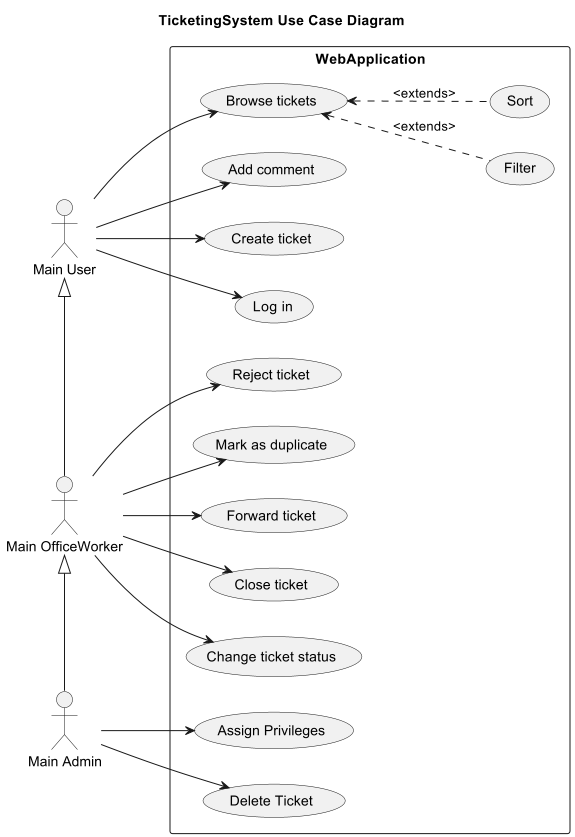 TicketingSystem Use Case Diagram
WebApplication
Browse tickets
<extends>
Sort
<extends>
Filter
Add comment
Create ticket
Main User
Log in
Reject ticket
Mark as duplicate
Forward ticket
Main OfficeWorker
Close ticket
Change ticket status
Assign Privileges
Main Admin
Delete Ticket